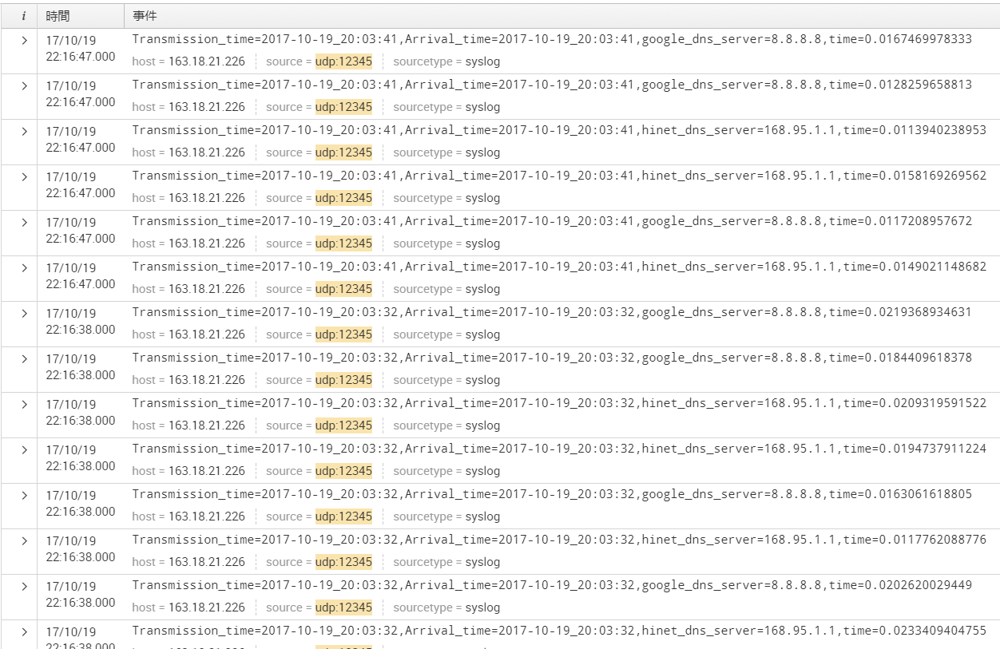 i 時間 事件
17/10/19 Transmission_time=2017-10-19_20:03:41,Arrival_time=2017-10-19_20:03:41,google_dns_server=8.8.8.8,time=0.0167469978333
22:16:47.000 host = 163.18.21.226 source = udp:12345 sourcetype = syslog
17/10/19 Transmission_time=2017-10-19_20:03:41,Arrival_time=2017-10-19_20:03:41,google_dns_server=8.8.8.8,time=0.0128259658813
22:16:47.000 host = 163.18.21.226 source = udp:12345 sourcetype = syslog
17/10/19 Transmission_time=2017-10-19_20:03:41,Arrival_time=2017-10-19_20:03:41,hinet_dns_server=168.95.1.1,time=0.0113940238953
22:16:47.000 host = 163.18.21.226 source = udp:12345 sourcetype = syslog
17/10/19 Transmission_time=2017-10-19_20:03:41,Arrival_time=2017-10-19_20:03:41,hinet_dns_server=168.95.1.1,time=0.0158169269562
22:16:47.000 host = 163.18.21.226 source = udp:12345 sourcetype = syslog
17/10/19 Transmission_time=2017-10-19_20:03:41,Arrival_time=2017-10-19_20:03:41,google_dns_server=8.8.8.8,time=0.0117208957672
22:16:47.000 host = 163.18.21.226 source = udp:12345 sourcetype = syslog
17/10/19 Transmission_time=2017-10-19_20:03:41,Arrival_time=2017-10-19_20:03:41,hinet_dns_server=168.95.1.1,time=0.0149021148682
22:16:47.000 host = 163.18.21.226 source = udp:12345 sourcetype = syslog
17/10/19 Transmission_time=2017-10-19_20:03:32,Arrival_time=2017-10-19_20:03:32,google_dns_server=8.8.8.8,time=0.0219368934631
22:16:38.000 host = 163.18.21.226 source = udp:12345 sourcetype = syslog
17/10/19 Transmission_time=2017-10-19_20:03:32,Arrival_time=2017-10-19_20:03:32,google_dns_server=8.8.8.8,time=0.0184409618378
22:16:38.000 host = 163.18.21.226 source = udp:12345 sourcetype = syslog
17/10/19 Transmission_time=2017-10-19_20:03:32,Arrival_time=2017-10-19_20:03:32,hinet_dns_server=168.95.1.1,time=0.0209319591522
22:16:38.000 host = 163.18.21.226 source = udp:12345 sourcetype = syslog
17/10/19 Transmission_time=2017-10-19_20:03:32,Arrival_time=2017-10-19_20:03:32,hinet_dns_server=168.95.1.1,time=0.0194737911224
22:16:38.000 host = 163.18.21.226 source = udp:12345 sourcetype = syslog
17/10/19 Transmission_time=2017-10-19_20:03:32,Arrival_time=2017-10-19_20:03:32,google_dns_server=8.8.8.8,time=0.0163061618805
22:16:38.000 host = 163.18.21.226 source = udp:12345 sourcetype = syslog
17/10/19 Transmission_time=2017-10-19_20:03:32,Arrival_time=2017-10-19_20:03:32,hinet_dns_server=168.95.1.1,time=0.0117762088776
22:16:38.000 host = 163.18.21.226 source = udp:12345 sourcetype = syslog
17/10/19 Transmission_time=2017-10-19_20:03:32,Arrival_time=2017-10-19_20:03:32,google_dns_server=8.8.8.8,time=0.0202620029449
22:16:38.000 host = 163.18.21.226 source = udp:12345 sourcetype = syslog
17/10/19 Transmission_time=2017-10-19_20:03:32,Arrival_time=2017-10-19_20:03:32,hinet_dns_server=168.95.1.1,time=0.0233409404755
22:16:38.000